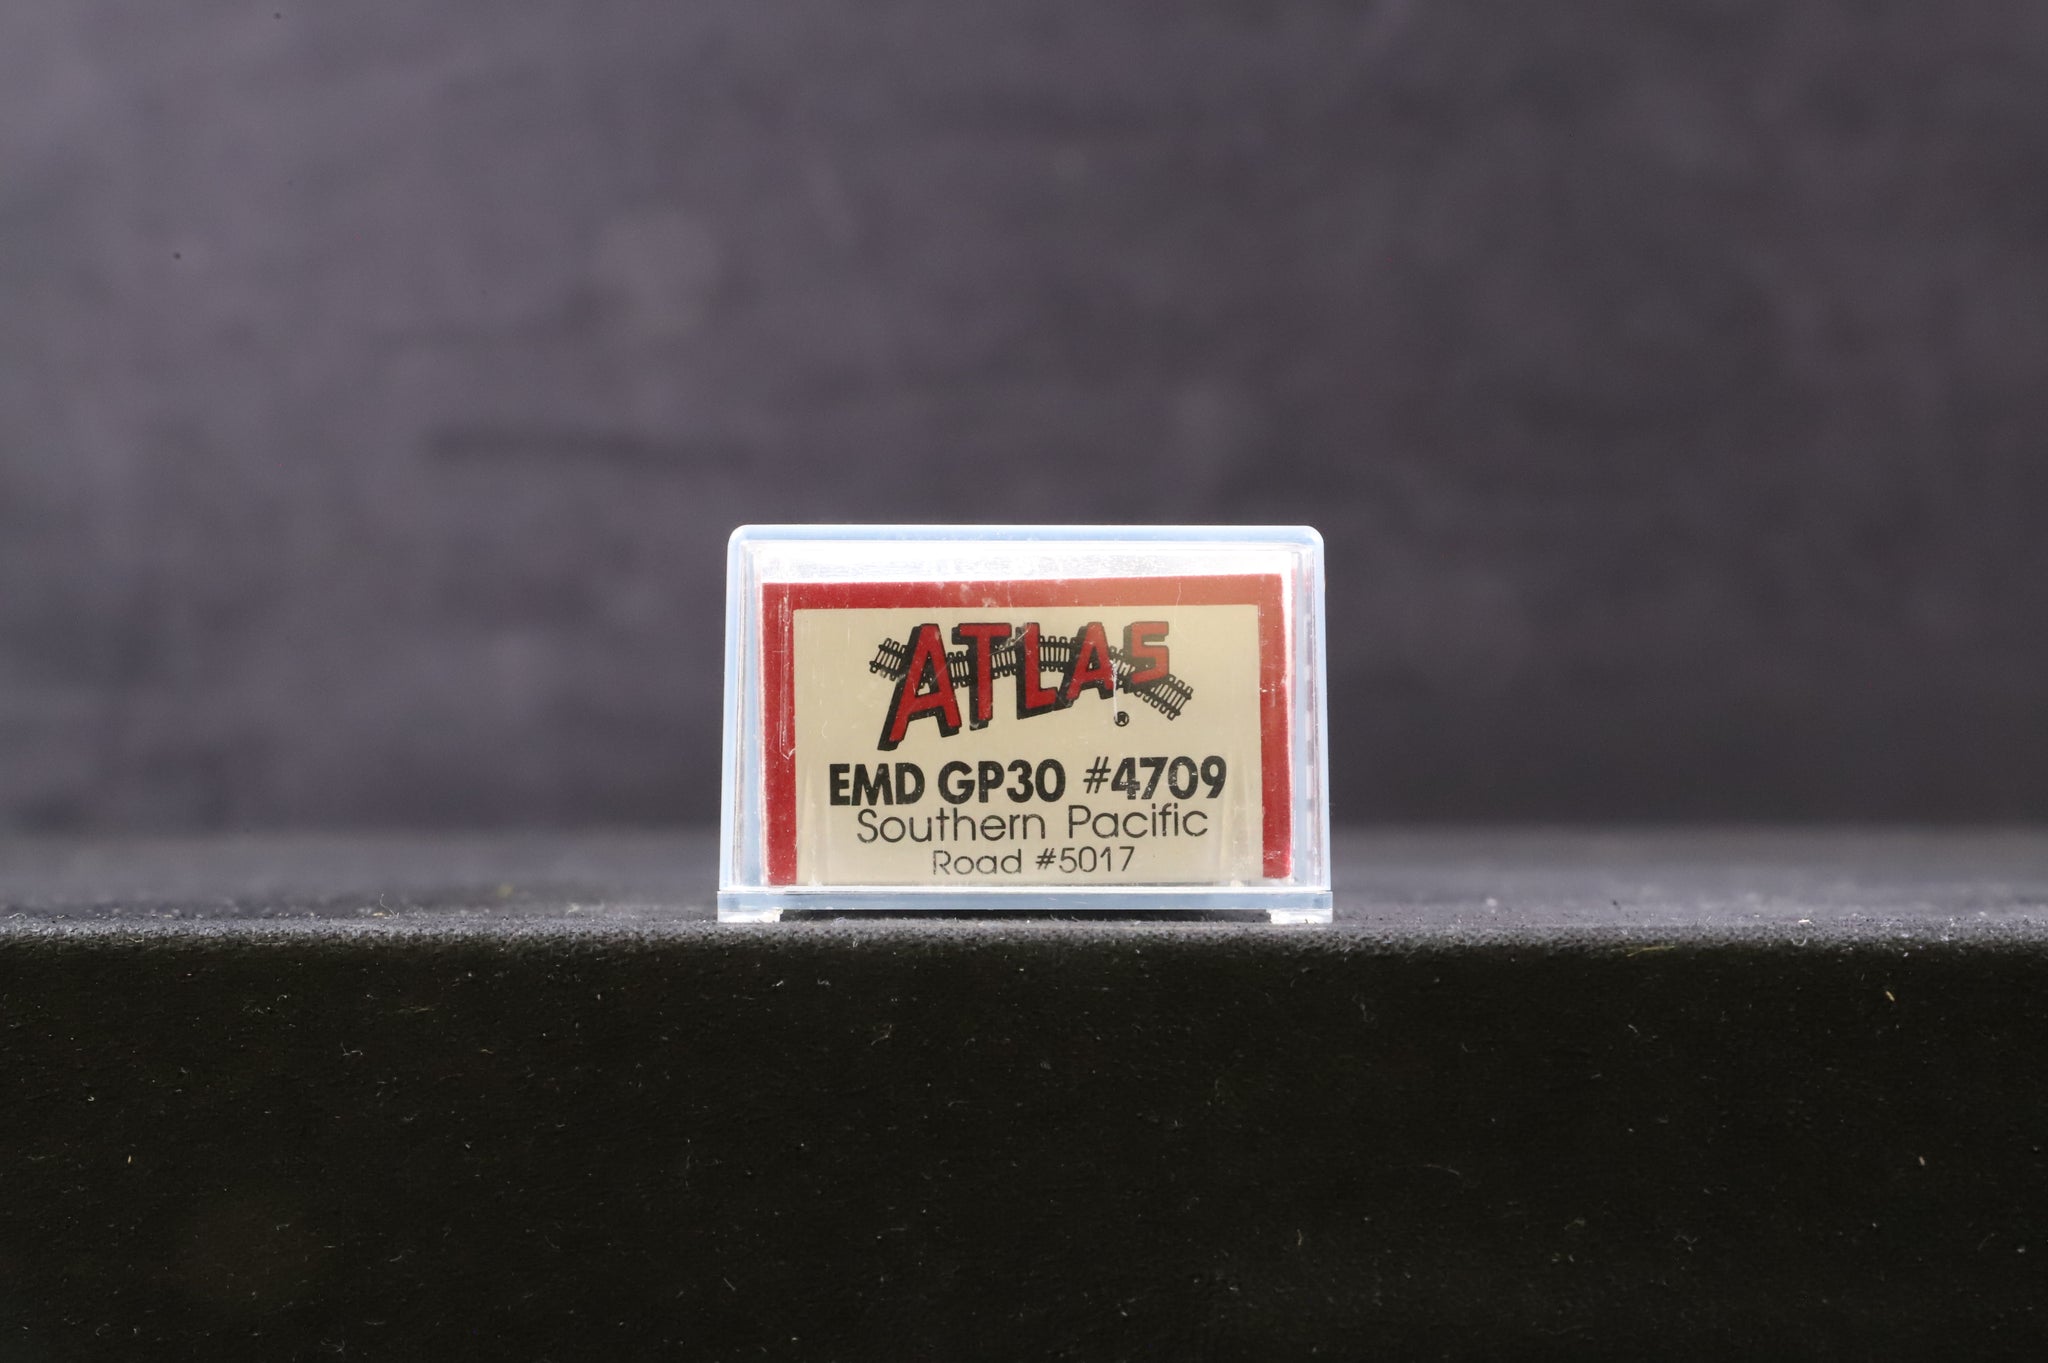 ATLAS ®
EMD GP30 #4709
Southern Pacific
Road #5017